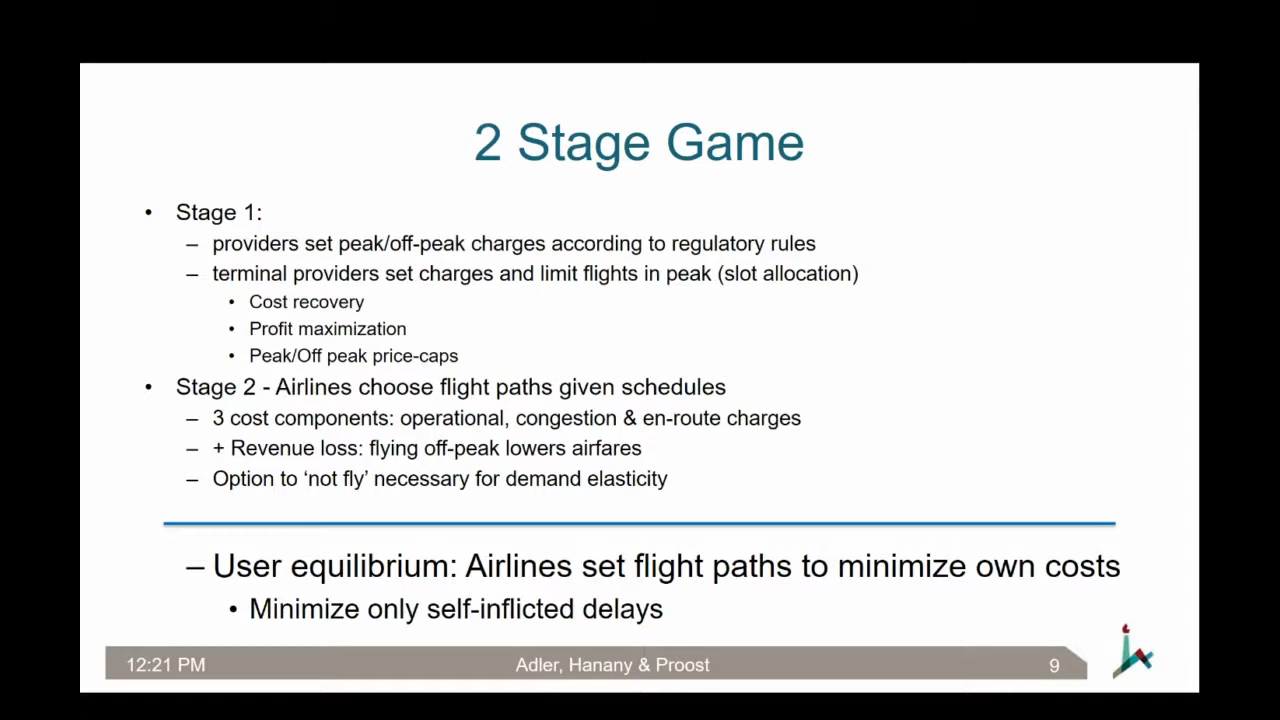 2 Stage Game
• Stage 1:
– providers set peak/off-peak charges according to regulatory rules
– terminal providers set charges and limit flights in peak (slot allocation)
• Cost recovery
• Profit maximization
• Peak/Off peak price-caps
• Stage 2 - Airlines choose flight paths given schedules
– 3 cost components: operational, congestion & en-route charges
– + Revenue loss: flying off-peak lowers airfares
– Option to ‘not fly’ necessary for demand elasticity
– User equilibrium: Airlines set flight paths to minimize own costs
• Minimize only self-inflicted delays
12:21 PM
Adler, Hanany & Proost
9